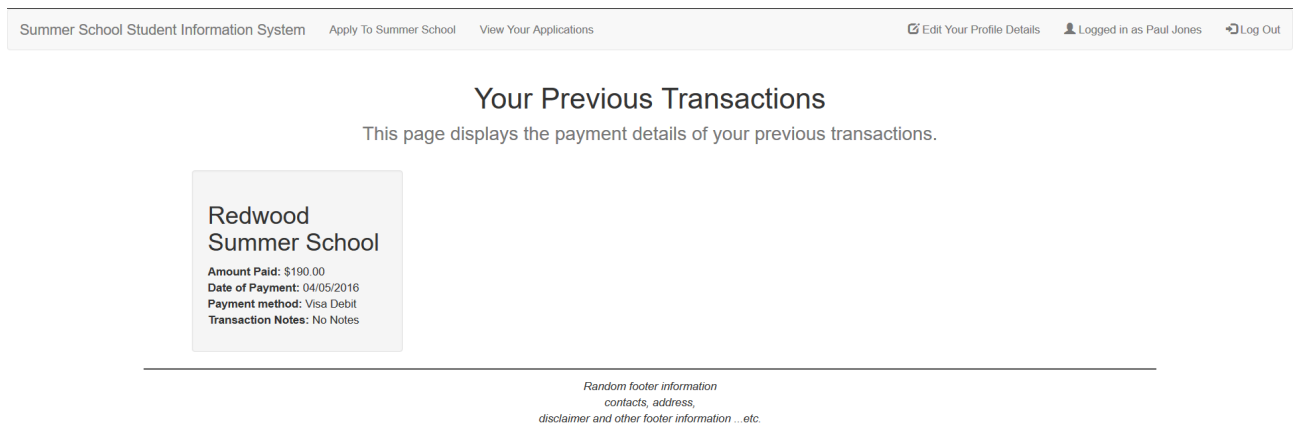 Summer School Student Information System Apply To Summer School View Your Applications Edit Your Profile Details Logged in as Paul Jones Log Out
Your Previous Transactions
This page displays the payment details of your previous transactions.
Redwood
Summer School
Amount Paid: $190.00
Date of Payment: 04/05/2016
Payment method: Visa Debit
Transaction Notes: No Notes
Random footer information
contacts, address,
disclaimer and other footer information ...etc.